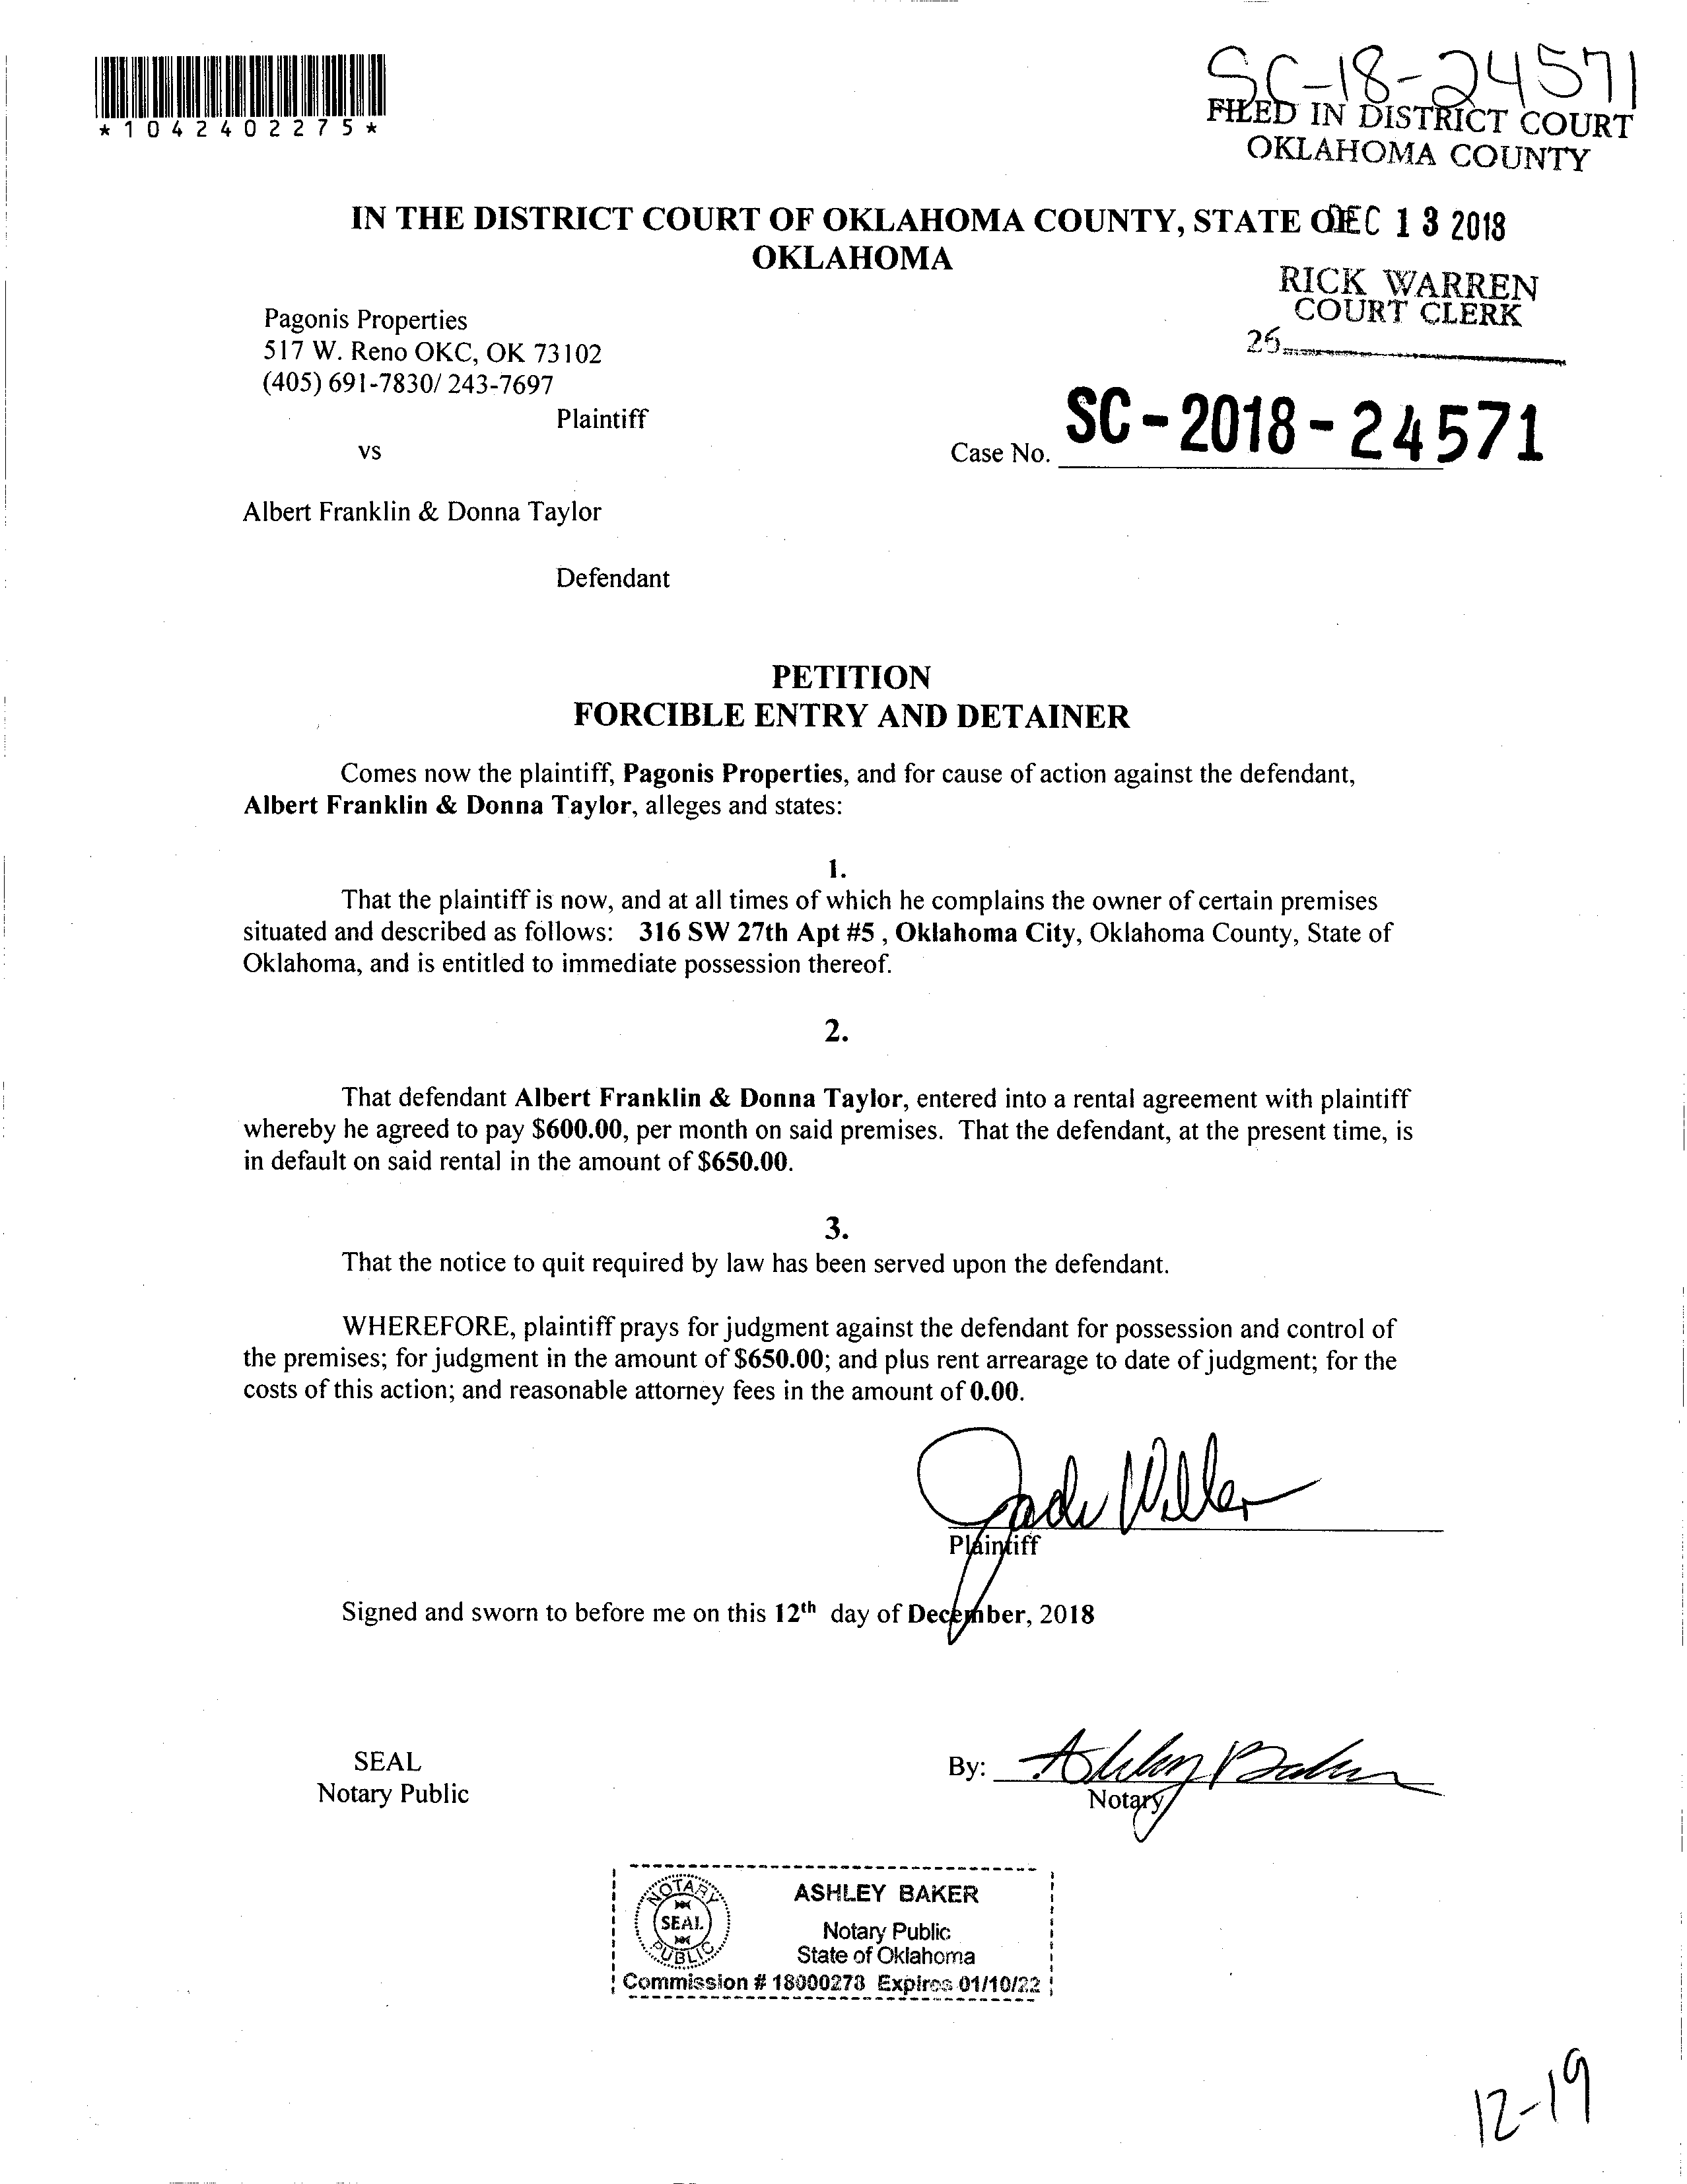 SC-18-24571
*1042402275*
FILED IN DISTRICT COURT
OKLAHOMA COUNTY
IN THE DISTRICT COURT OF OKLAHOMA COUNTY, STATE O
DEC 13 2018
OKLAHOMA
RICK WARREN
COURT CLERK
26
Pagonis Properties
517 W. Reno OKC, OK 73102
(405) 691-7830/ 243-7697
Plaintiff
vs
Case No. SC-2018-24571
Albert Franklin & Donna Taylor
Defendant
PETITION
FORCIBLE ENTRY AND DETAINER
Comes now the plaintiff, Pagonis Properties, and for cause of action against the defendant,
Albert Franklin & Donna Taylor, alleges and states:
1.
That the plaintiff is now, and at all times of which he complains the owner of certain premises
situated and described as follows: 316 SW 27th Apt #5 , Oklahoma City, Oklahoma County, State of
Oklahoma, and is entitled to immediate possession thereof.
2.
That defendant Albert Franklin & Donna Taylor, entered into a rental agreement with plaintiff
whereby he agreed to pay $600.00, per month on said premises. That the defendant, at the present time, is
in default on said rental in the amount of $650.00.
3.
That the notice to quit required by law has been served upon the defendant.
WHEREFORE, plaintiff prays for judgment against the defendant for possession and control of
the premises; for judgment in the amount of $650.00; and plus rent arrearage to date of judgment; for the
costs of this action; and reasonable attorney fees in the amount of 0.00.
Plaintiff
Signed and sworn to before me on this 12th day of December, 2018
SEAL
Notary Public
By: Ashley Baker
Notary
NOTARY
SEAL
PUBLIC
ASHLEY BAKER
Notary Public
State of Oklahoma
Commission # 18000273 Expires 01/10/22
12-19